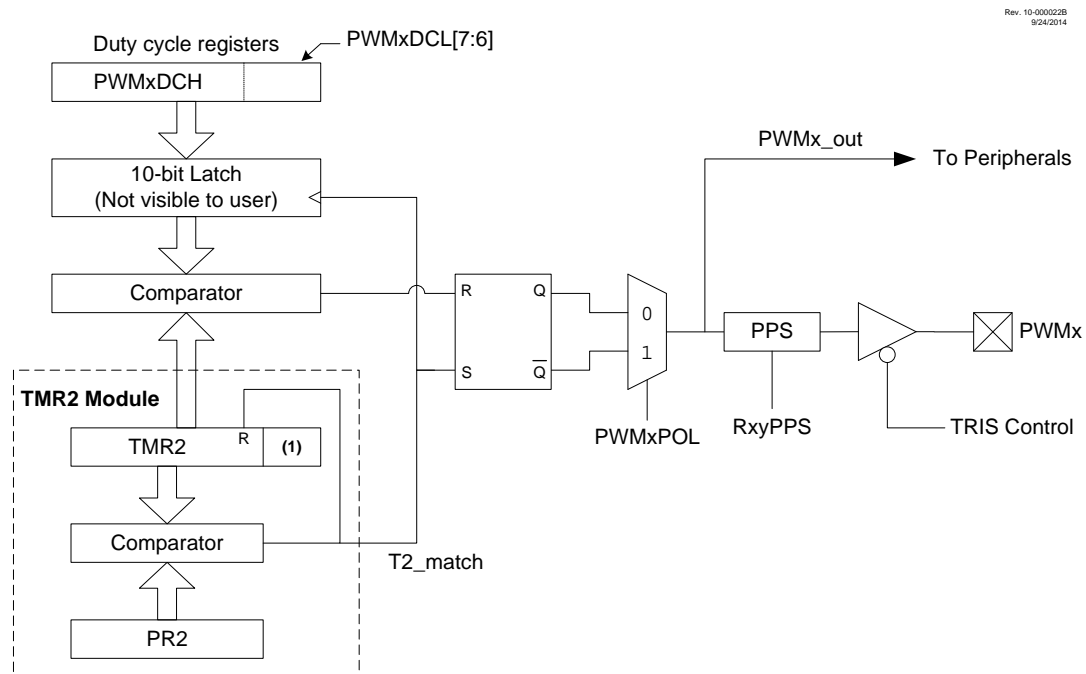 Rev. 10-000022B
9/24/2014
Duty cycle registers
PWMxDCL[7:6]
PWMxDCH
10-bit Latch
(Not visible to user)
Comparator
PWMx_out
To Peripherals
R
Q
S
Q̅
0
1
PPS
PWMx
PWMxPOL
RxyPPS
TRIS Control
TMR2 Module
R
TMR2
(1)
Comparator
T2_match
PR2